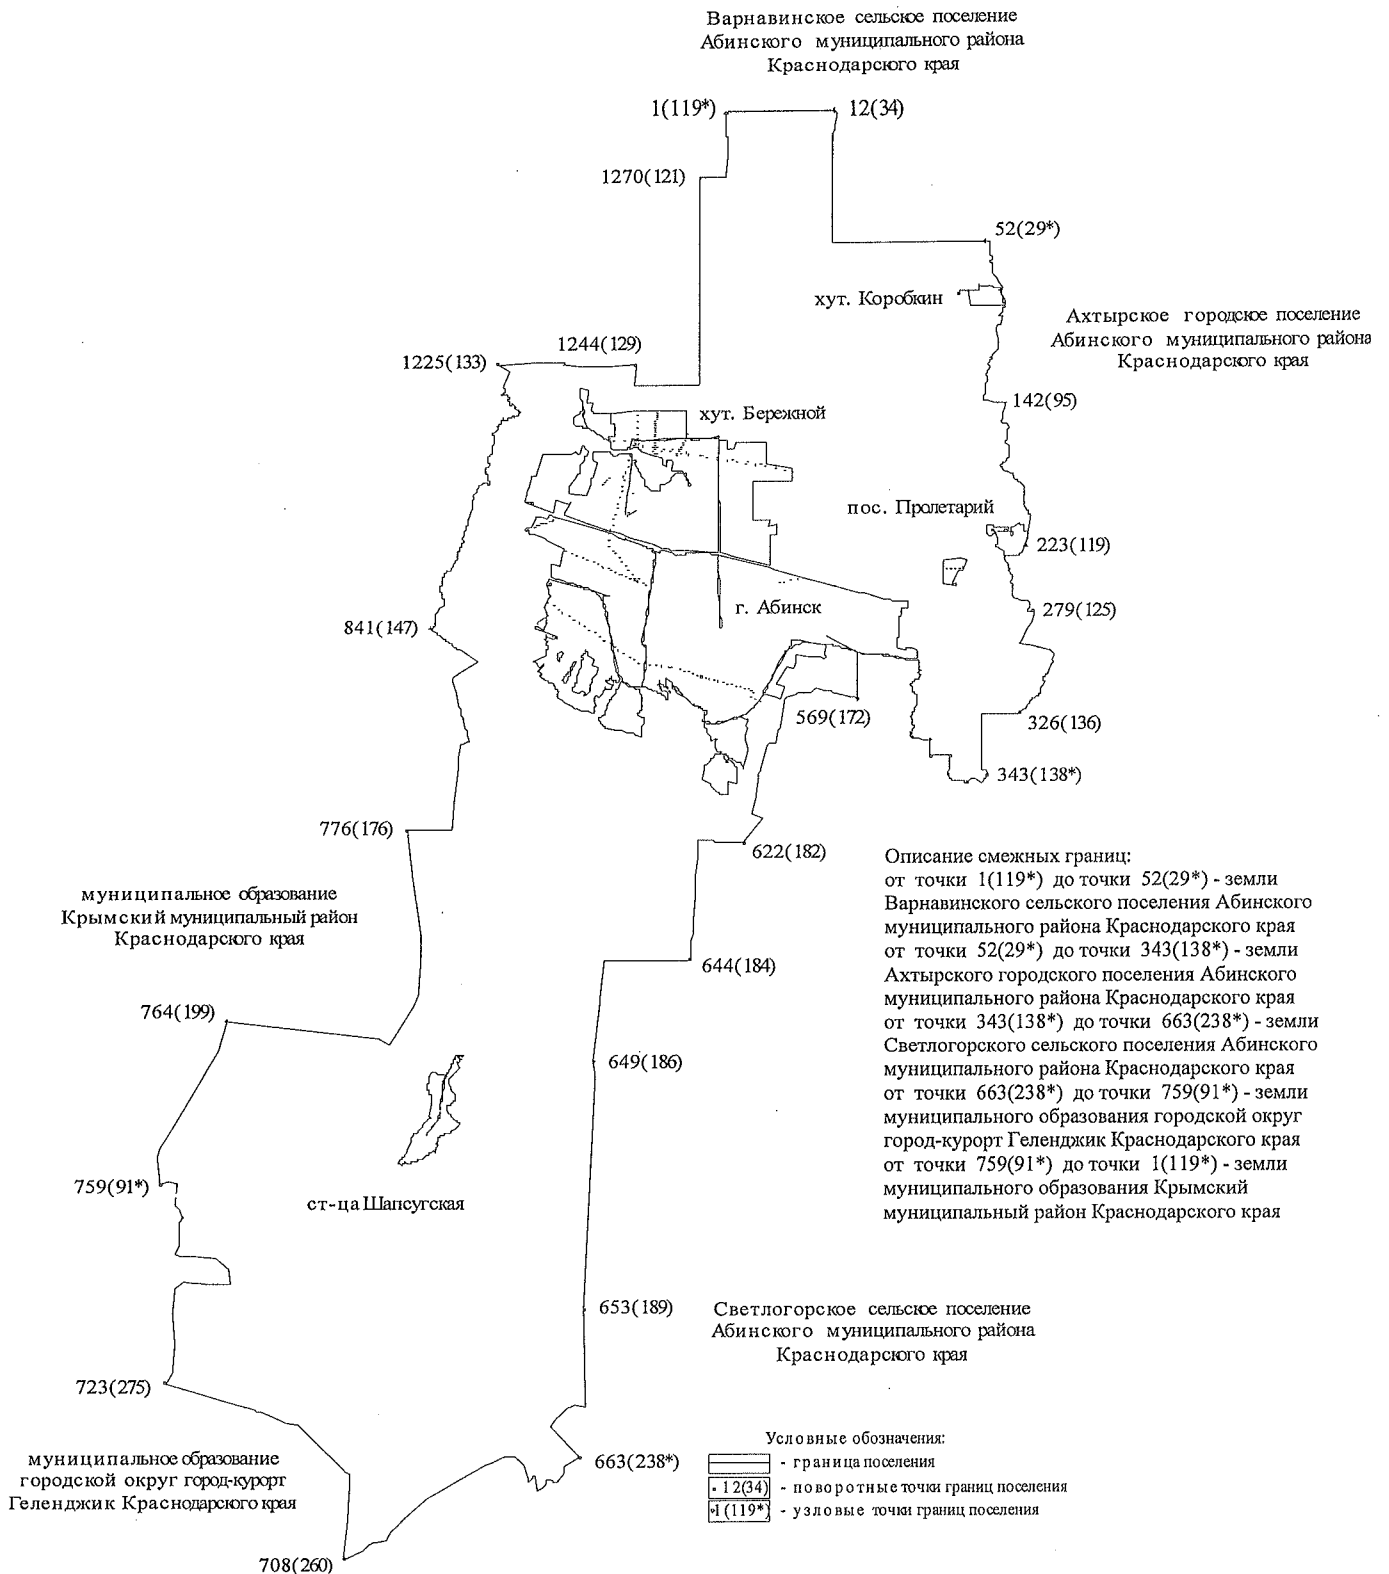 Варнавинское сельское поселение
Абинского муниципального района
Краснодарского края
1(119*)
12(34)
1270(121)
52(29*)
хут. Коробкин
Ахтырское городское поселение
Абинского муниципального района
Краснодарского края
1244(129)
1225(133)
142(95)
хут. Бережной
пос. Пролетарий
223(119)
г. Абинск
279(125)
841(147)
569(172)
326(136)
343(138*)
776(176)
622(182)
муниципальное образование
Крымский муниципальный район
Краснодарского края
Описание смежных границ:
от точки 1(119*) до точки 52(29*) - земли
Варнавинского сельского поселения Абинского
муниципального района Краснодарского края
от точки 52(29*) до точки 343(138*) - земли
Ахтырского городского поселения Абинского
муниципального района Краснодарского края
от точки 343(138*) до точки 663(238*) - земли
Светлогорского сельского поселения Абинского
муниципального района Краснодарского края
от точки 663(238*) до точки 759(91*) - земли
муниципального образования городской округ
город-курорт Геленджик Краснодарского края
от точки 759(91*) до точки 1(119*) - земли
муниципального образования Крымский
муниципальный район Краснодарского края
644(184)
764(199)
649(186)
759(91*)
ст-ца Шапсугская
653(189)
Светлогорское сельское поселение
Абинского муниципального района
Краснодарского края
723(275)
663(238*)
муниципальное образование
городской округ город-курорт
Геленджик Краснодарского края
708(260)
Условные обозначения:
- граница поселения
12(34) - поворотные точки границ поселения
1(119*) - узловые точки границ поселения